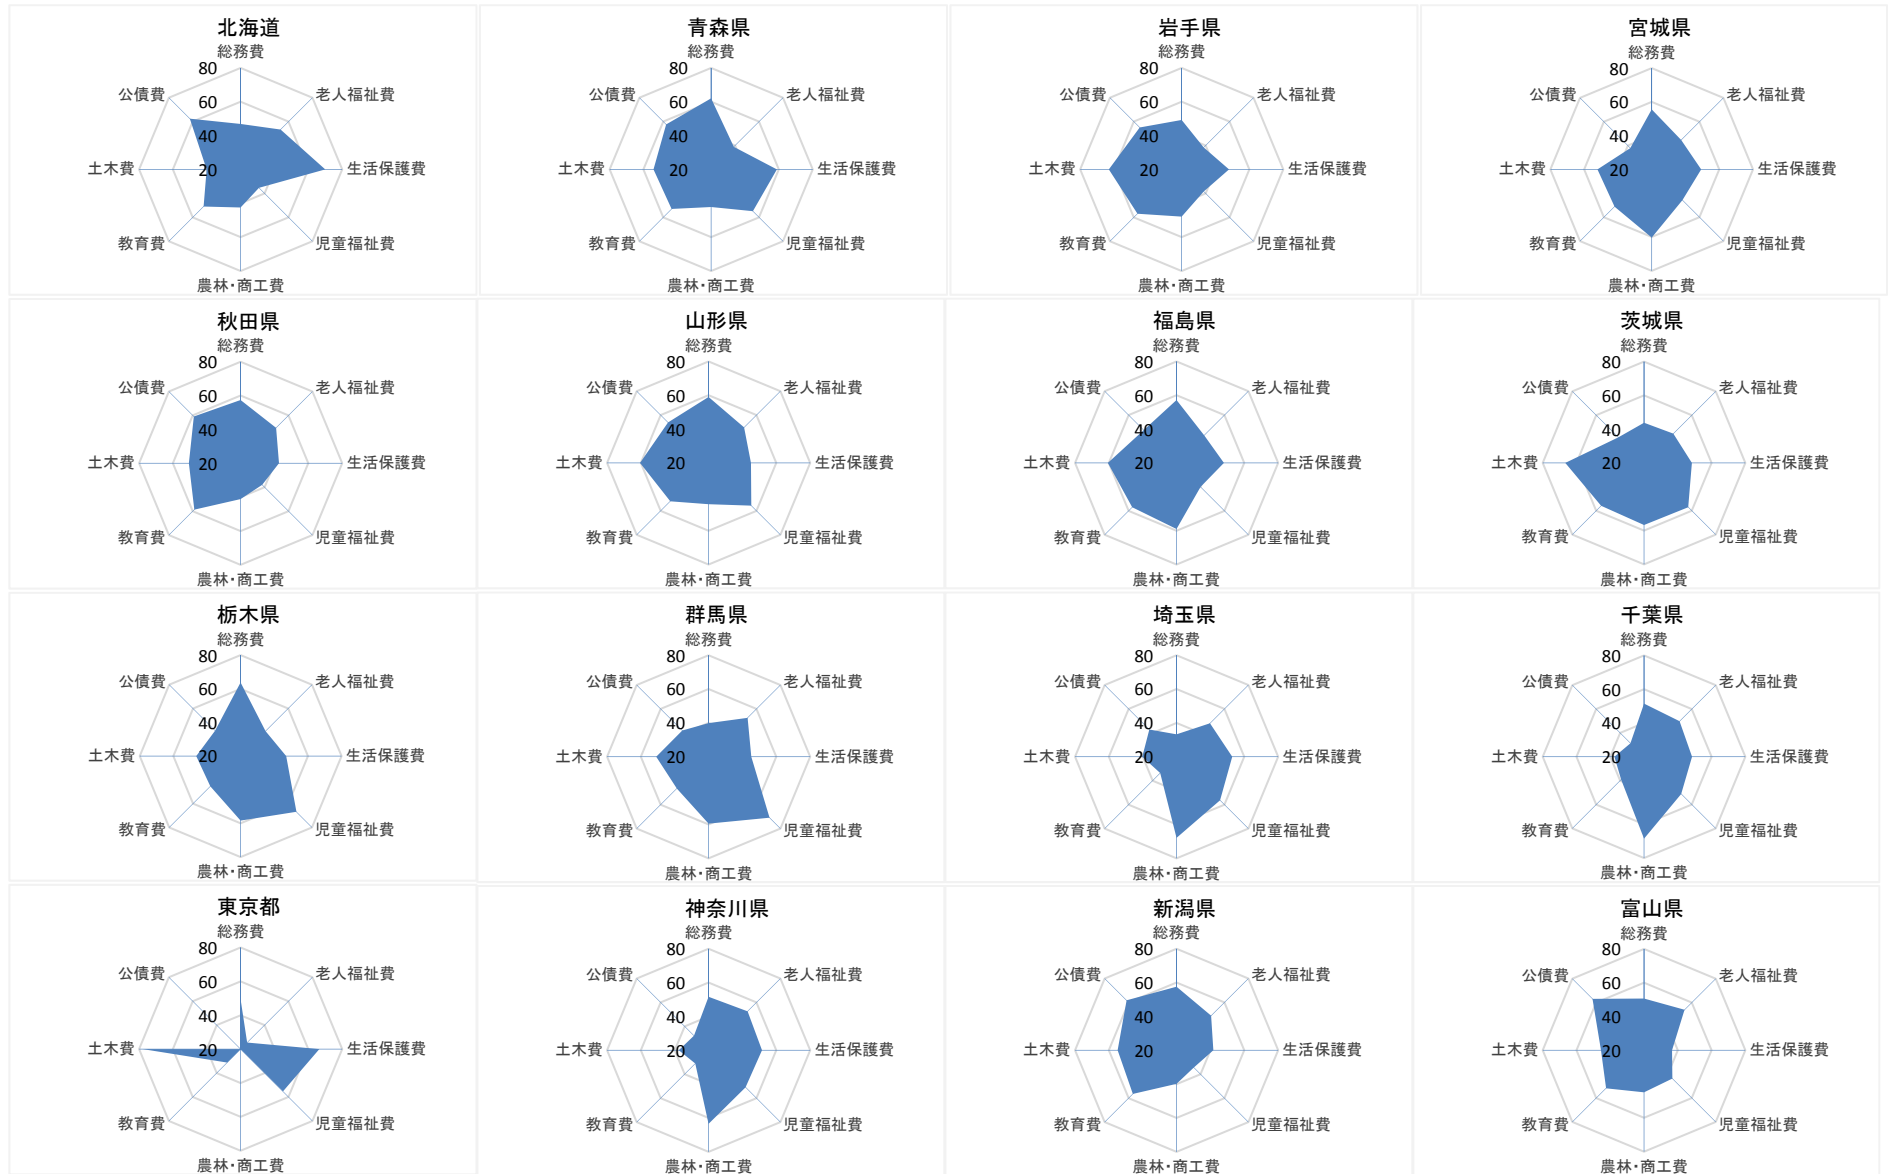 北海道
総務費
80
公債費
老人福祉費
60
40
土木費
20
生活保護費
教育費
児童福祉費
農林・商工費
青森県
総務費
80
公債費
老人福祉費
60
40
土木費
20
生活保護費
教育費
児童福祉費
農林・商工費
岩手県
総務費
80
公債費
老人福祉費
60
40
土木費
20
生活保護費
教育費
児童福祉費
農林・商工費
宮城県
総務費
80
公債費
老人福祉費
60
40
土木費
20
生活保護費
教育費
児童福祉費
農林・商工費
秋田県
総務費
80
公債費
老人福祉費
60
40
土木費
20
生活保護費
教育費
児童福祉費
農林・商工費
山形県
総務費
80
公債費
老人福祉費
60
40
土木費
20
生活保護費
教育費
児童福祉費
農林・商工費
福島県
総務費
80
公債費
老人福祉費
60
40
土木費
20
生活保護費
教育費
児童福祉費
農林・商工費
茨城県
総務費
80
公債費
老人福祉費
60
40
土木費
20
生活保護費
教育費
児童福祉費
農林・商工費
栃木県
総務費
80
公債費
老人福祉費
60
40
土木費
20
生活保護費
教育費
児童福祉費
農林・商工費
群馬県
総務費
80
公債費
老人福祉費
60
40
土木費
20
生活保護費
教育費
児童福祉費
農林・商工費
埼玉県
総務費
80
公債費
老人福祉費
60
40
土木費
20
生活保護費
教育費
児童福祉費
農林・商工費
千葉県
総務費
80
公債費
老人福祉費
60
40
土木費
20
生活保護費
教育費
児童福祉費
農林・商工費
東京都
総務費
80
公債費
老人福祉費
60
40
土木費
20
生活保護費
教育費
児童福祉費
農林・商工費
神奈川県
総務費
80
公債費
老人福祉費
60
40
土木費
20
生活保護費
教育費
児童福祉費
農林・商工費
新潟県
総務費
80
公債費
老人福祉費
60
40
土木費
20
生活保護費
教育費
児童福祉費
農林・商工費
富山県
総務費
80
公債費
老人福祉費
60
40
土木費
20
生活保護費
教育費
児童福祉費
農林・商工費